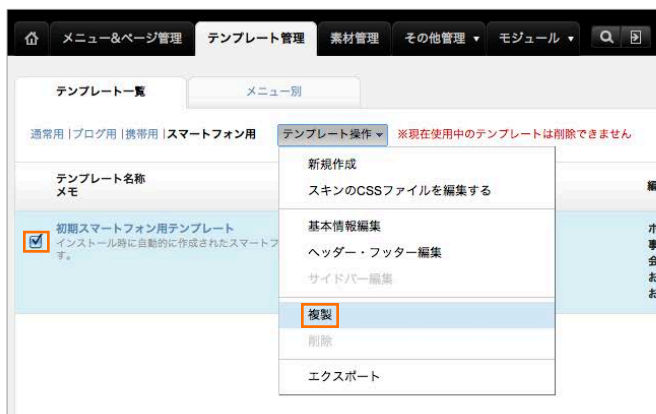 メニュー&ページ管理 テンプレート管理 素材管理 その他管理 ▼ モジュール ▼
テンプレート一覧 メニュー別
通常用 | ブログ用 | 携帯用 | スマートフォン用 テンプレート操作 ▼ ※現在使用中のテンプレートは削除できません
テンプレート名称
メモ
編
初期スマートフォン用テンプレート
インストール時に自動的に作成されたスマートフ
す。
新規作成
スキンのCSSファイルを編集する
基本情報編集
ヘッダー・フッター編集
サイドバー編集
複製
削除
エクスポート
事
会
お
お